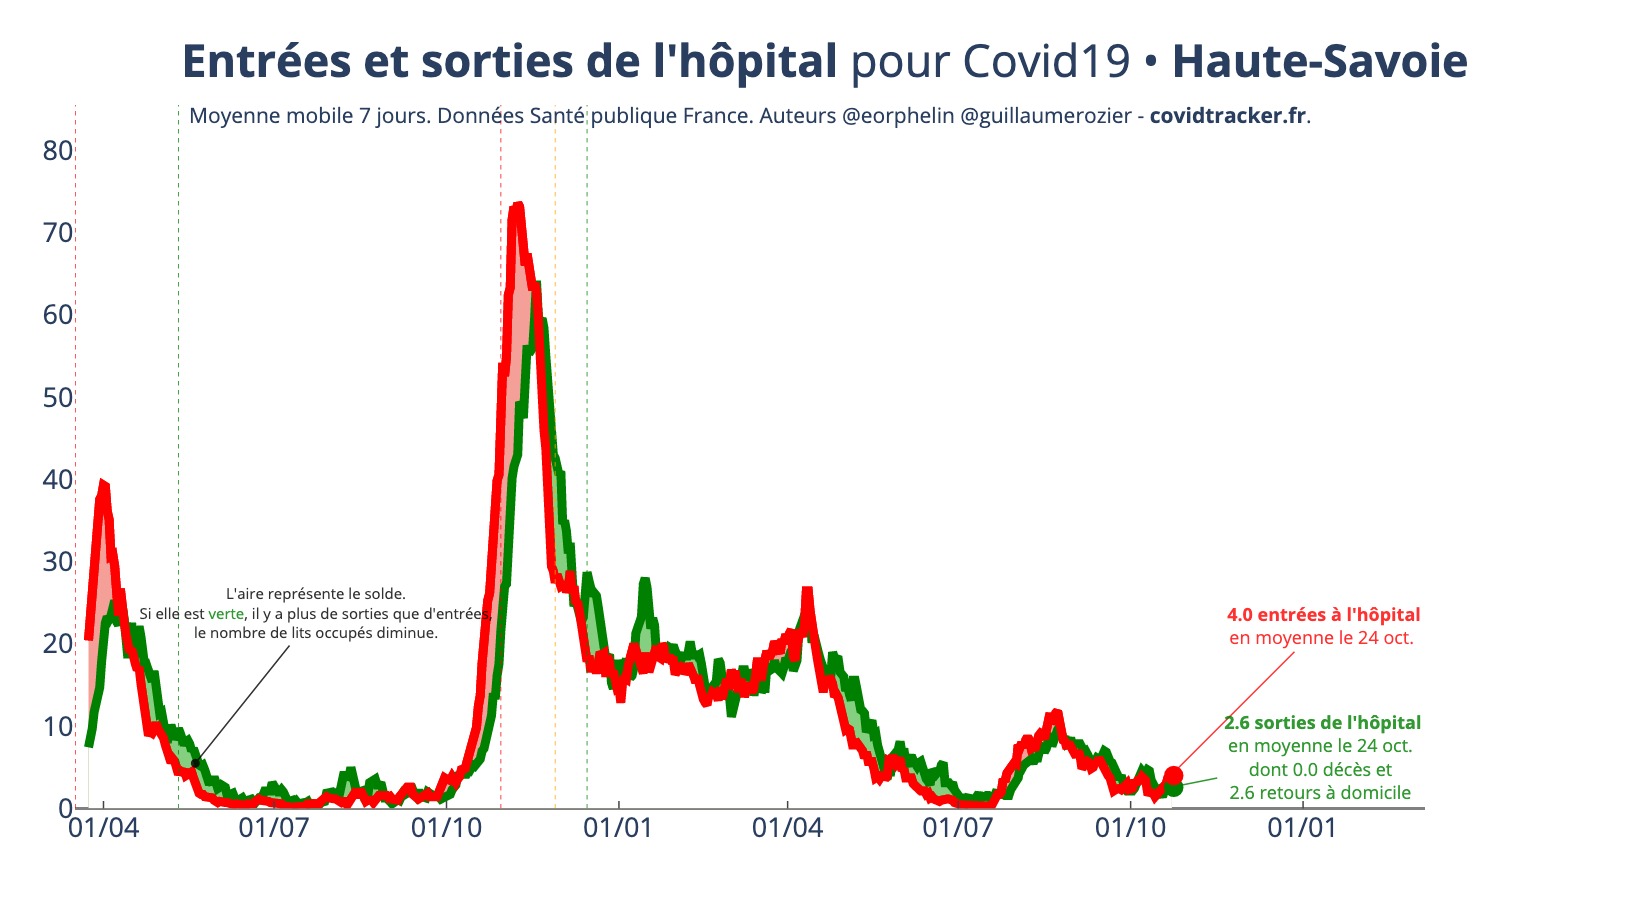 Entrées et sorties de l'hôpital pour Covid19 • Haute-Savoie
Moyenne mobile 7 jours. Données Santé publique France. Auteurs @eorphelin @guillaumerozier - covidtracker.fr.
80
70
60
50
40
30
20
10
0
L'aire représente le solde.
Si elle est verte, il y a plus de sorties que d'entrées,
le nombre de lits occupés diminue.
4.0 entrées à l'hôpital
en moyenne le 24 oct.
2.6 sorties de l'hôpital
en moyenne le 24 oct.
dont 0.0 décès et
2.6 retours à domicile
01/04 01/07 01/10 01/01 01/04 01/07 01/10 01/01